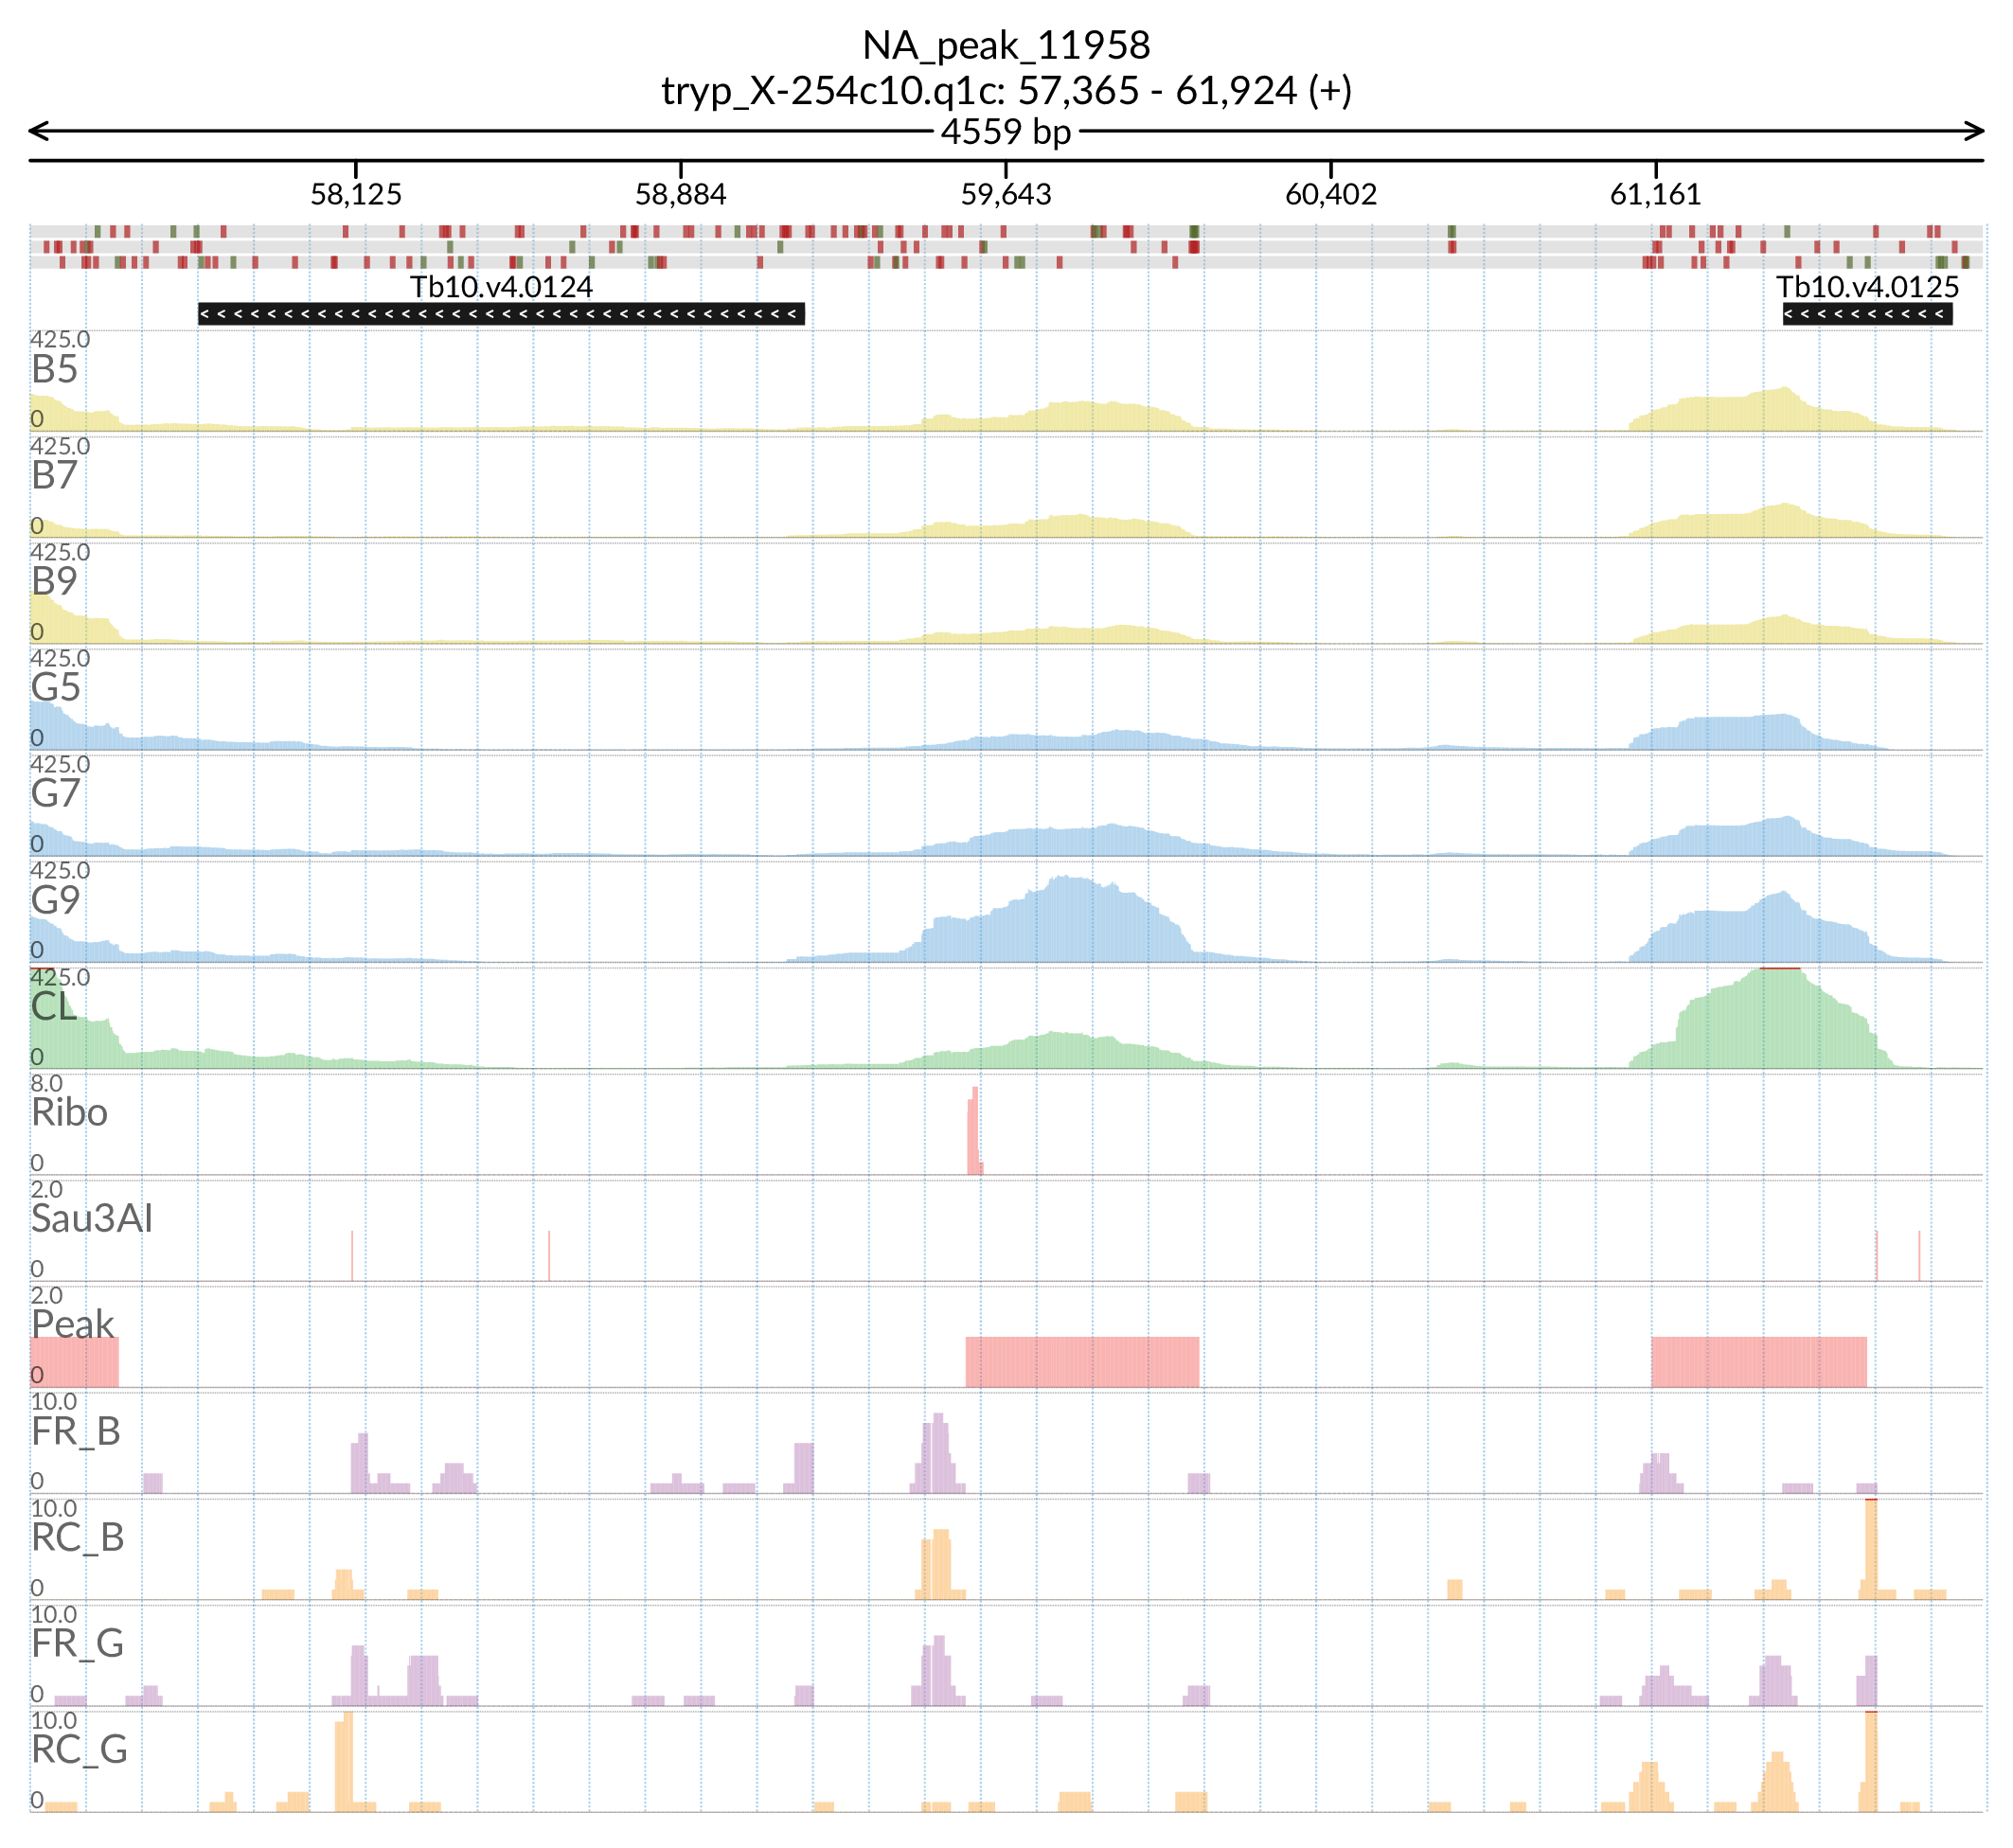 NA_peak_11958
tryp_X-254c10.q1c: 57,365 - 61,924 (+)
4559 bp
58,125 58,884 59,643 60,402 61,161
Tb10.v4.0124 Tb10.v4.0125
425.0
B5
0
425.0
B7
0
425.0
B9
0
425.0
G5
0
425.0
G7
0
425.0
G9
0
425.0
CL
0
8.0
Ribo
0
2.0
Sau3AI
0
2.0
Peak
0
10.0
FR_B
0
10.0
RC_B
0
10.0
FR_G
0
10.0
RC_G
0